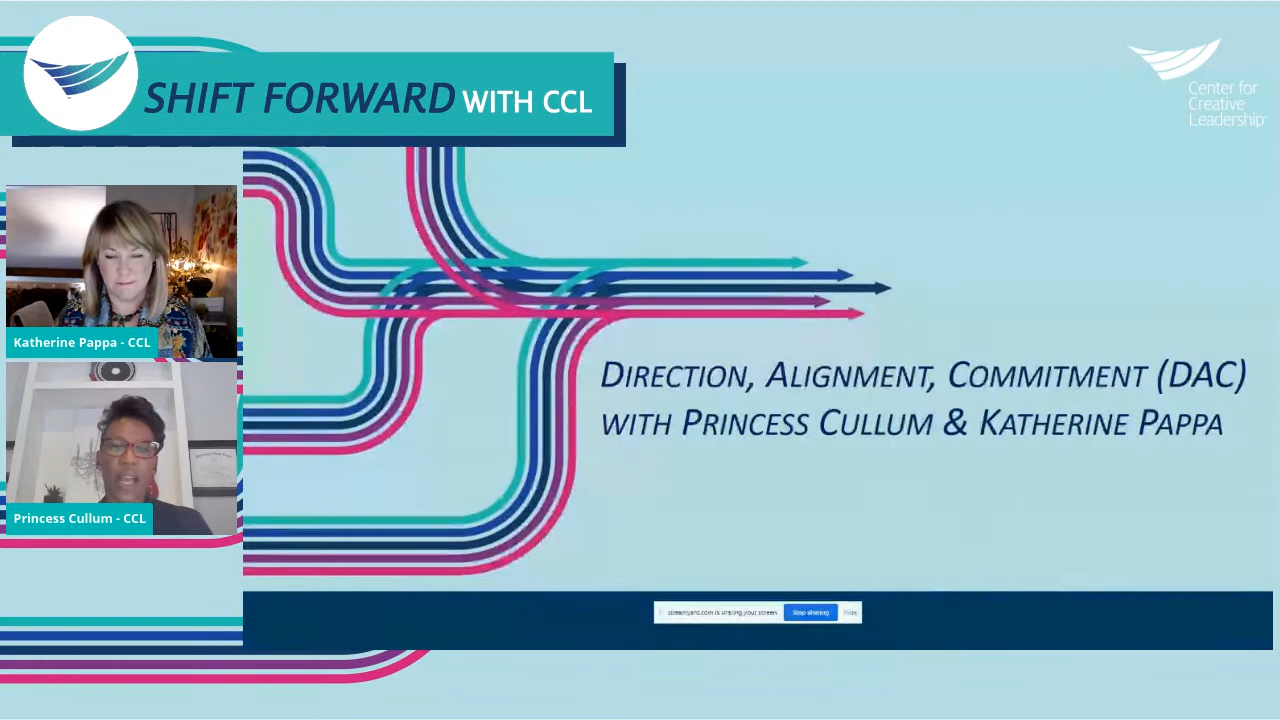 SHIFT FORWARD WITH CCL
Center for
Creative
Leadership
Katherine Pappa - CCL
Princess Cullum - CCL
DIRECTION, ALIGNMENT, COMMITMENT (DAC)
WITH PRINCESS CULLUM & KATHERINE PAPPA
streamyard.com is sharing your screen. Stop sharing Hide